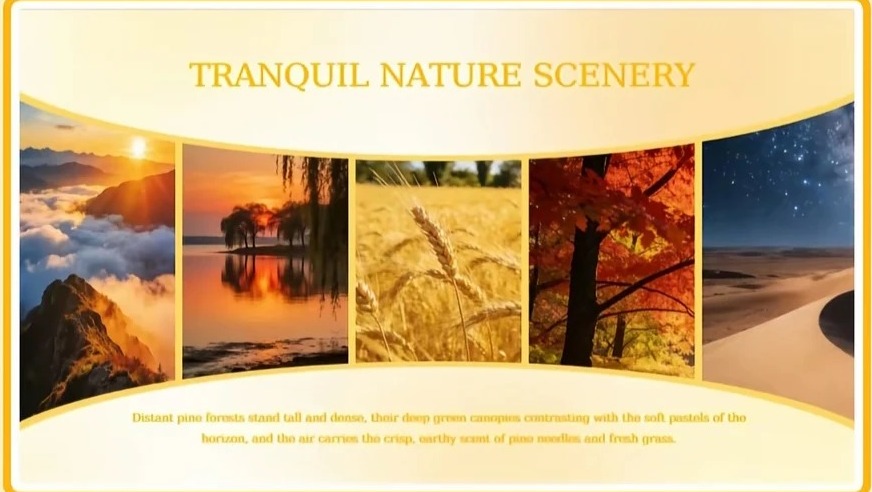 TRANQUIL NATURE SCENERY
Distant pine forests stand tall and dense, their deep green canopies contrasting with the soft pastels of the
horizon, and the air carries the crisp, earthy scent of pine needles and fresh grass.